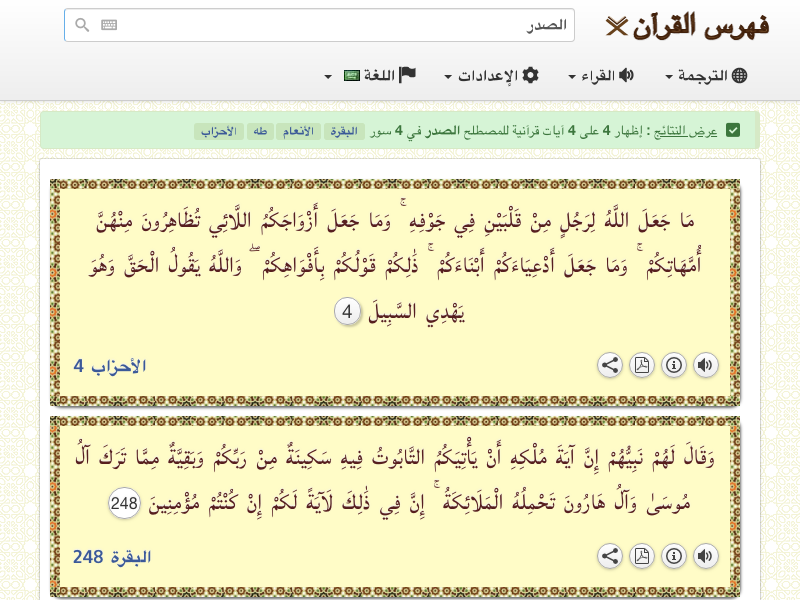 فهرس القرآن
الصدر
الترجمة القراء الإعدادات اللغة
عرض النتائج : إظهار 4 على 4 آيات قرآنية للمصطلح الصدر في 4 سور البقرة الأنعام طه الأحزاب
مَا جَعَلَ اللَّهُ لِرَجُلٍ مِنْ قَلْبَيْنِ فِي جَوْفِهِ ۚ وَمَا جَعَلَ أَزْوَاجَكُمُ اللَّائِي تُظَاهِرُونَ مِنْهُنَّ
أُمَّهَاتِكُمْ ۚ وَمَا جَعَلَ أَدْعِيَاءَكُمْ أَبْنَاءَكُمْ ۚ ذَٰلِكُمْ قَوْلُكُمْ بِأَفْوَاهِكُمْ ۖ وَاللَّهُ يَقُولُ الْحَقَّ وَهُوَ
يَهْدِي السَّبِيلَ 4
الأحزاب 4
وَقَالَ لَهُمْ نَبِيُّهُمْ إِنَّ آيَةَ مُلْكِهِ أَنْ يَأْتِيَكُمُ التَّابُوتُ فِيهِ سَكِينَةٌ مِنْ رَبِّكُمْ وَبَقِيَّةٌ مِمَّا تَرَكَ آلُ
مُوسَىٰ وَآلُ هَارُونَ تَحْمِلُهُ الْمَلَائِكَةُ ۚ إِنَّ فِي ذَٰلِكَ لَآيَةً لَكُمْ إِنْ كُنْتُمْ مُؤْمِنِينَ 248
البقرة 248